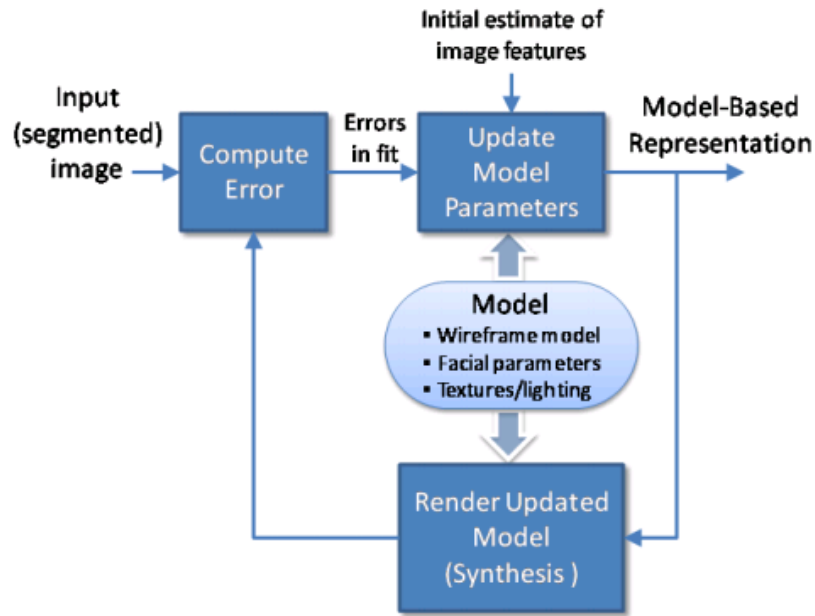 Initial estimate of
image features
Input
(segmented)
image
Compute
Error
Errors
in fit
Update
Model
Parameters
Model-Based
Representation
Model
▪ Wireframe model
▪ Facial parameters
▪ Textures/lighting
Render Updated
Model
(Synthesis )